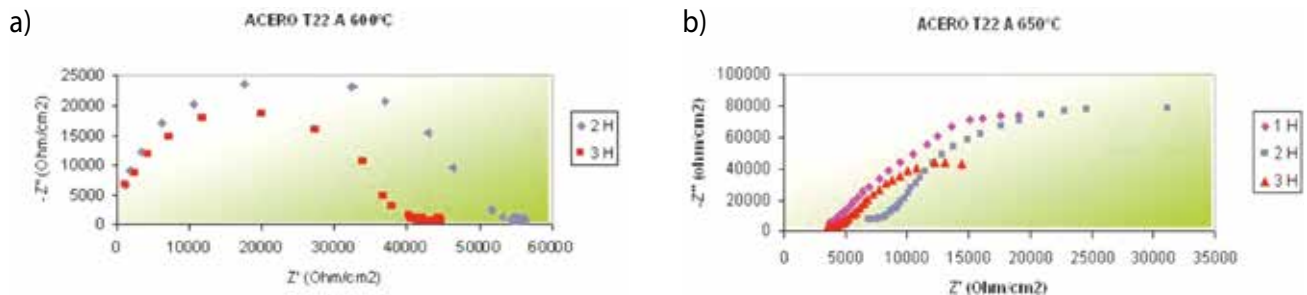 a)
ACERO T22 A 600°C
-Z" (Ohm/cm2)
25000
20000
15000
10000
5000
0
0 10000 20000 30000 40000 50000 60000
Z' (Ohm/cm2)
2 H
3 H
b)
ACERO T22 A 650°C
-Z" (ohm/cm2)
100000
80000
60000
40000
20000
0
0 5000 10000 15000 20000 25000 30000 35000
Z' (Ohm/cm2)
1 H
2 H
3 H